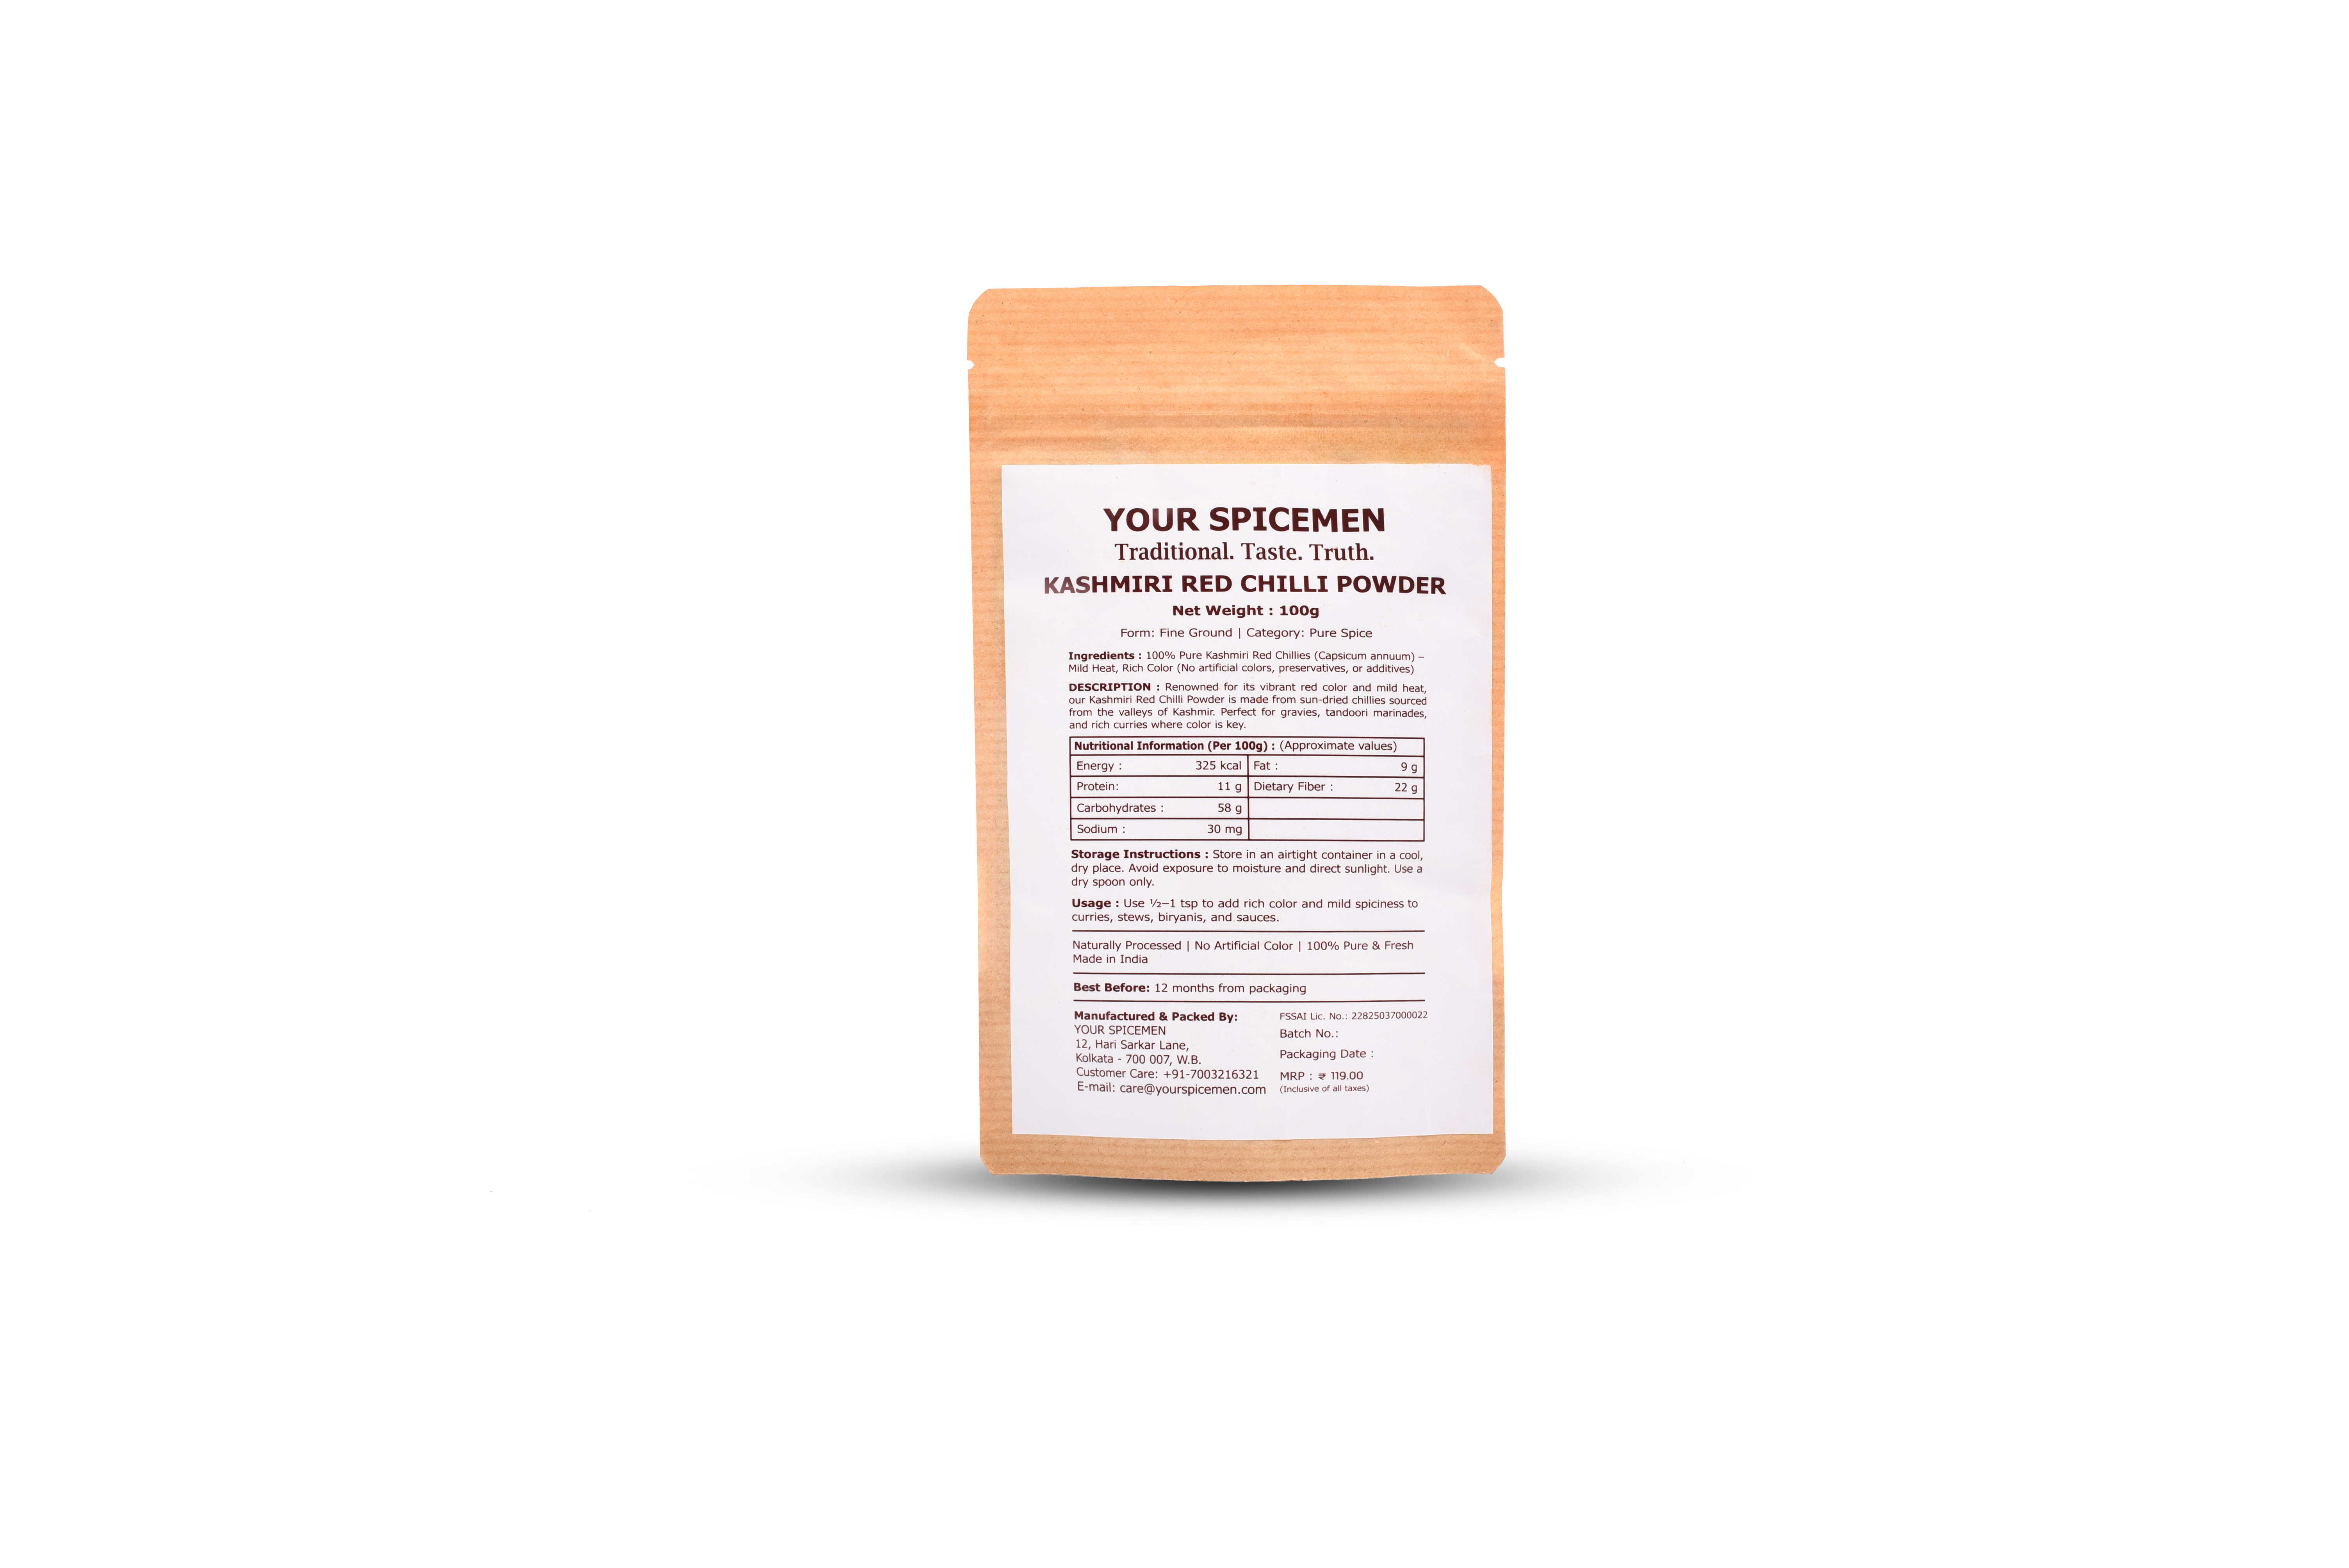 YOUR SPICEMEN
Traditional. Taste. Truth.
KASHMIRI RED CHILLI POWDER
Net Weight : 100g
Form: Fine Ground | Category: Pure Spice
Ingredients : 100% Pure Kashmiri Red Chillies (Capsicum annuum) –
Mild Heat, Rich Color (No artificial colors, preservatives, or additives)
DESCRIPTION : Renowned for its vibrant red color and mild heat,
our Kashmiri Red Chilli Powder is made from sun-dried chillies sourced
from the valleys of Kashmir. Perfect for gravies, tandoori marinades,
and rich curries where color is key.
Nutritional Information (Per 100g) : (Approximate values)
Energy : 325 kcal Fat : 9 g
Protein: 11 g Dietary Fiber : 22 g
Carbohydrates : 58 g
Sodium : 30 mg
Storage Instructions : Store in an airtight container in a cool,
dry place. Avoid exposure to moisture and direct sunlight. Use a
dry spoon only.
Usage : Use ½–1 tsp to add rich color and mild spiciness to
curries, stews, biryanis, and sauces.
Naturally Processed | No Artificial Color | 100% Pure & Fresh
Made in India
Best Before: 12 months from packaging
Manufactured & Packed By:
YOUR SPICEMEN
12, Hari Sarkar Lane,
Kolkata - 700 007, W.B.
Customer Care: +91-7003216321
E-mail: care@yourspicemen.com
FSSAI Lic. No.: 22825037000022
Batch No.:
Packaging Date :
MRP : ₹ 119.00
(Inclusive of all taxes)